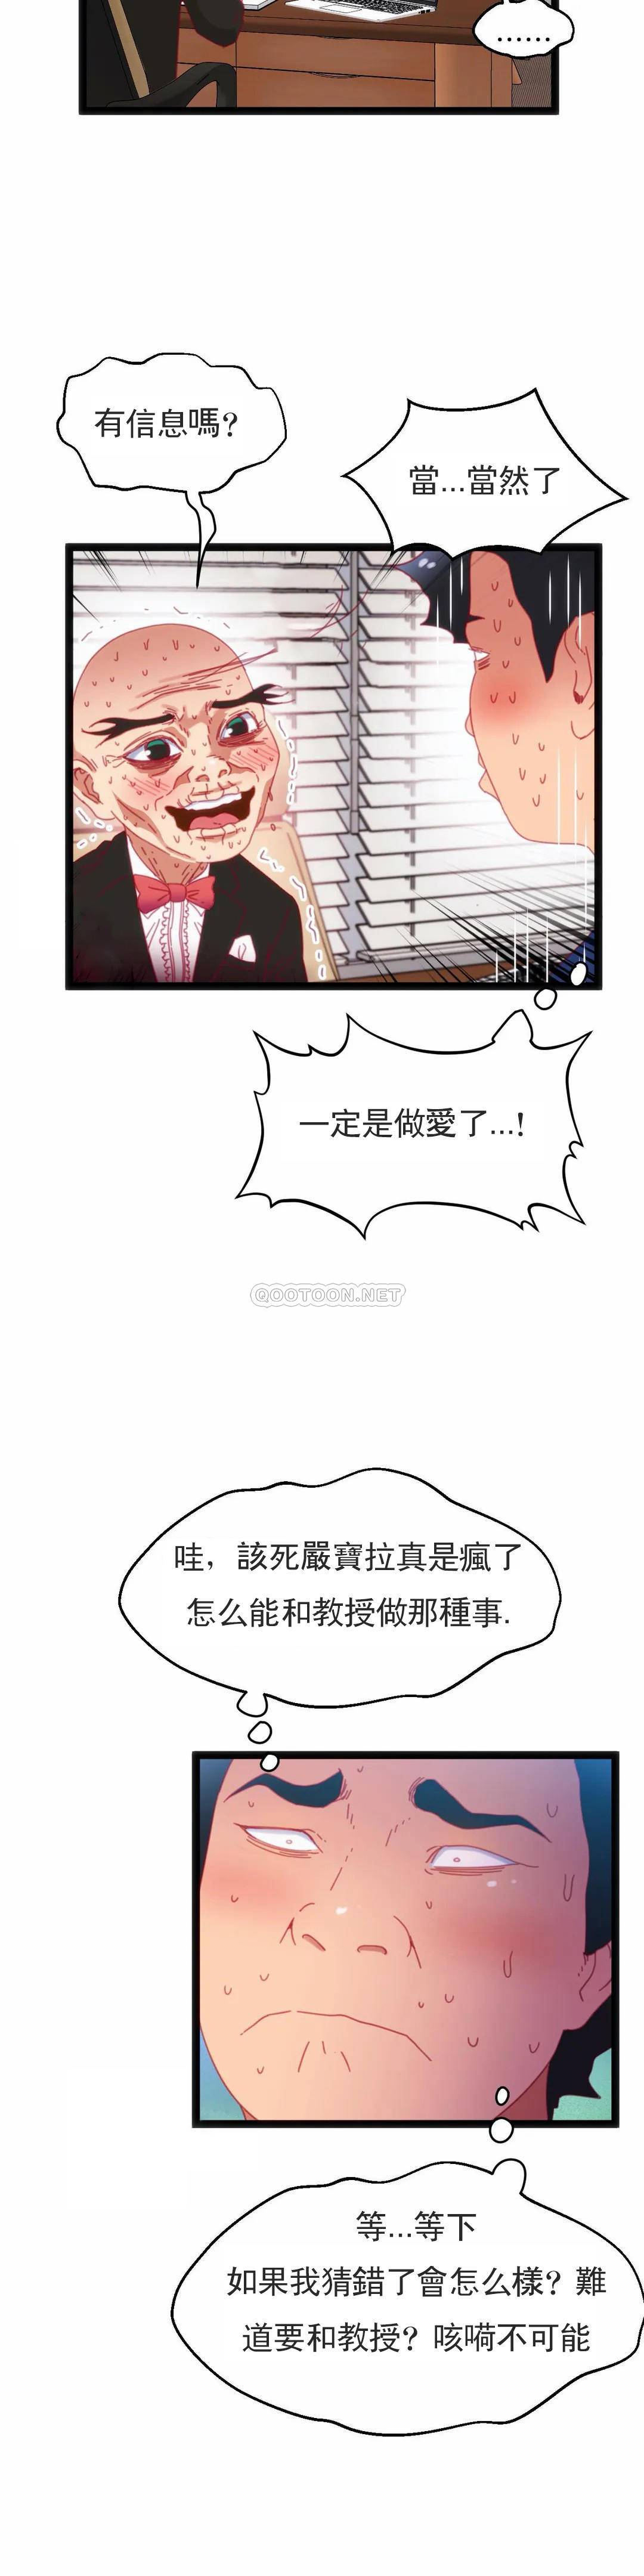 ......
有信息嗎?
當...當然了
一定是做愛了...!
QOOTOON.NET
哇，該死嚴寶拉真是瘋了
怎么能和教授做那種事.
等...等下
如果我猜錯了會怎么樣? 難
道要和教授? 咳嗬不可能